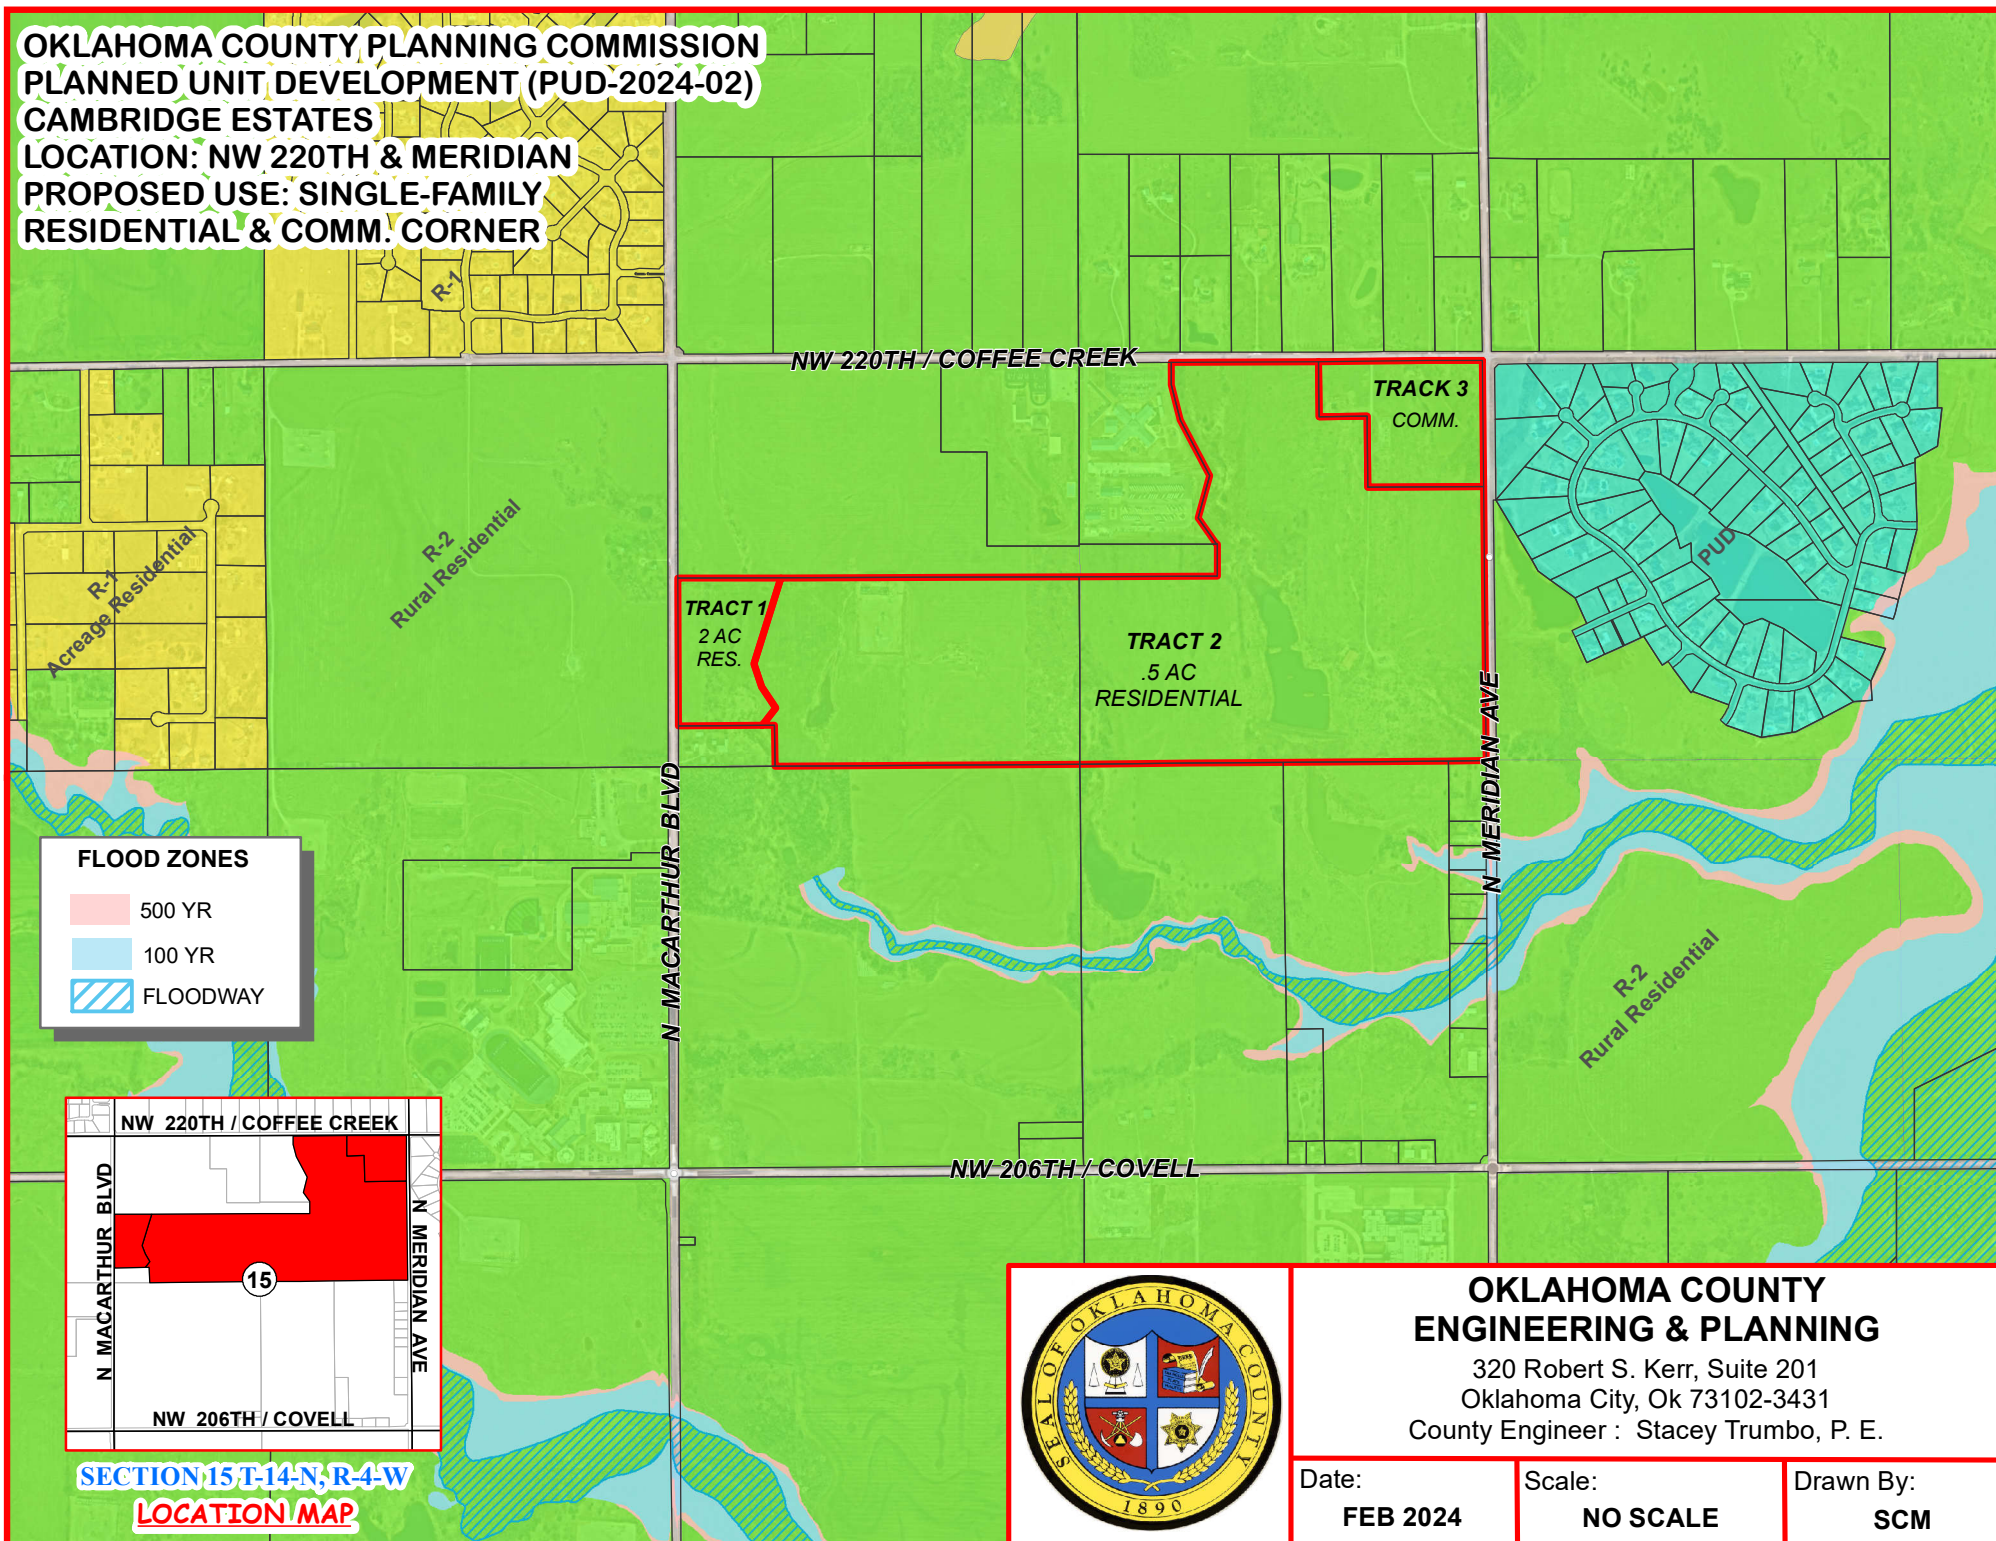 OKLAHOMA COUNTY PLANNING COMMISSION
PLANNED UNIT DEVELOPMENT (PUD-2024-02)
CAMBRIDGE ESTATES
LOCATION: NW 220TH & MERIDIAN
PROPOSED USE: SINGLE-FAMILY
RESIDENTIAL & COMM. CORNER
R-1
NW 220TH / COFFEE CREEK
TRACK 3
COMM.
R-1
Acreage Residential
R-2
Rural Residential
PUD
TRACT 1
2 AC
RES.
TRACT 2
.5 AC
RESIDENTIAL
N MERIDIAN AVE
N MACARTHUR BLVD
FLOOD ZONES
500 YR
100 YR
FLOODWAY
R-2
Rural Residential
NW 206TH / COVELL
NW 220TH / COFFEE CREEK
N MACARTHUR BLVD
N MERIDIAN AVE
15
NW 206TH / COVELL
SECTION 15 T-14-N, R-4-W
LOCATION MAP
SEAL OF OKLAHOMA COUNTY
1890
OKLAHOMA COUNTY
ENGINEERING & PLANNING
320 Robert S. Kerr, Suite 201
Oklahoma City, Ok 73102-3431
County Engineer : Stacey Trumbo, P. E.
Date:
FEB 2024
Scale:
NO SCALE
Drawn By:
SCM